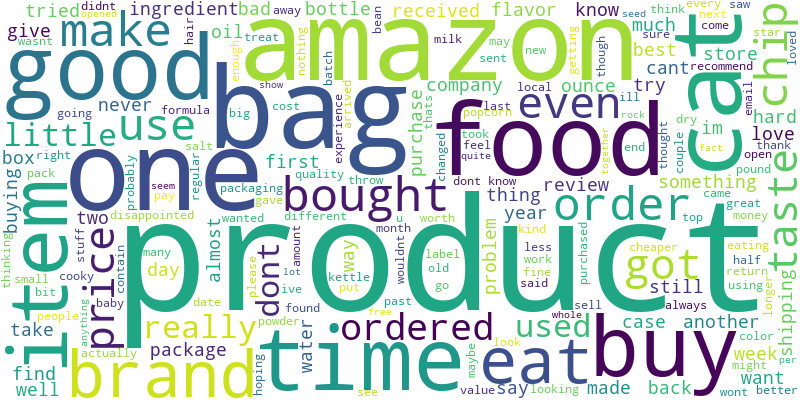 tried
didnt
opened
ingredient
away
bad
bottle
received
flavor
know
think
every
next
saw
give
wasnt
make
hair
oil
treat
bean
enough
amazon
nothing
milk
may
sent
getting
new
though
much
best
cant
store
sure
come
star
loved
good
going
never
formula
show
cost
batch
big
thats
company
last
even
ounce
ill
try
local
seed
recommend
cat
chip
email
little
use
salt
bag
experience
arrived
purchase
popcorn
took
feel
quite
food
rock
end
together
thought
im
couple
dry
fact
hard
love
thank
box
right
one
regular
first
quality
changed
buying
pack
probably
seem
pay
packaging
gave
throw
bought
dont know
thing
review
something
open
pound
taste
item
two
disappointed
wanted
different
u
worth
kind
year
order
came
top
great
money
thinking
price
stuff
many
almost
day
amount
month
way
wouldnt
label
old
go
problem
less
work
fine
said
purchased
got
cheaper
eating
half
return
using
small
contain
please
dont
lot
kettle
put
bit
cooky
baby
date
ive
found
past
product
sell
still
always
longer
shipping
people
anything
really
powder
water
free
ordered
used
whole
case
another
color
might
per
take
actually
package
time
look
eat
maybe
buy
week
find
well
brand
hoping
see
value
say
looking
made
back
want
wont
better